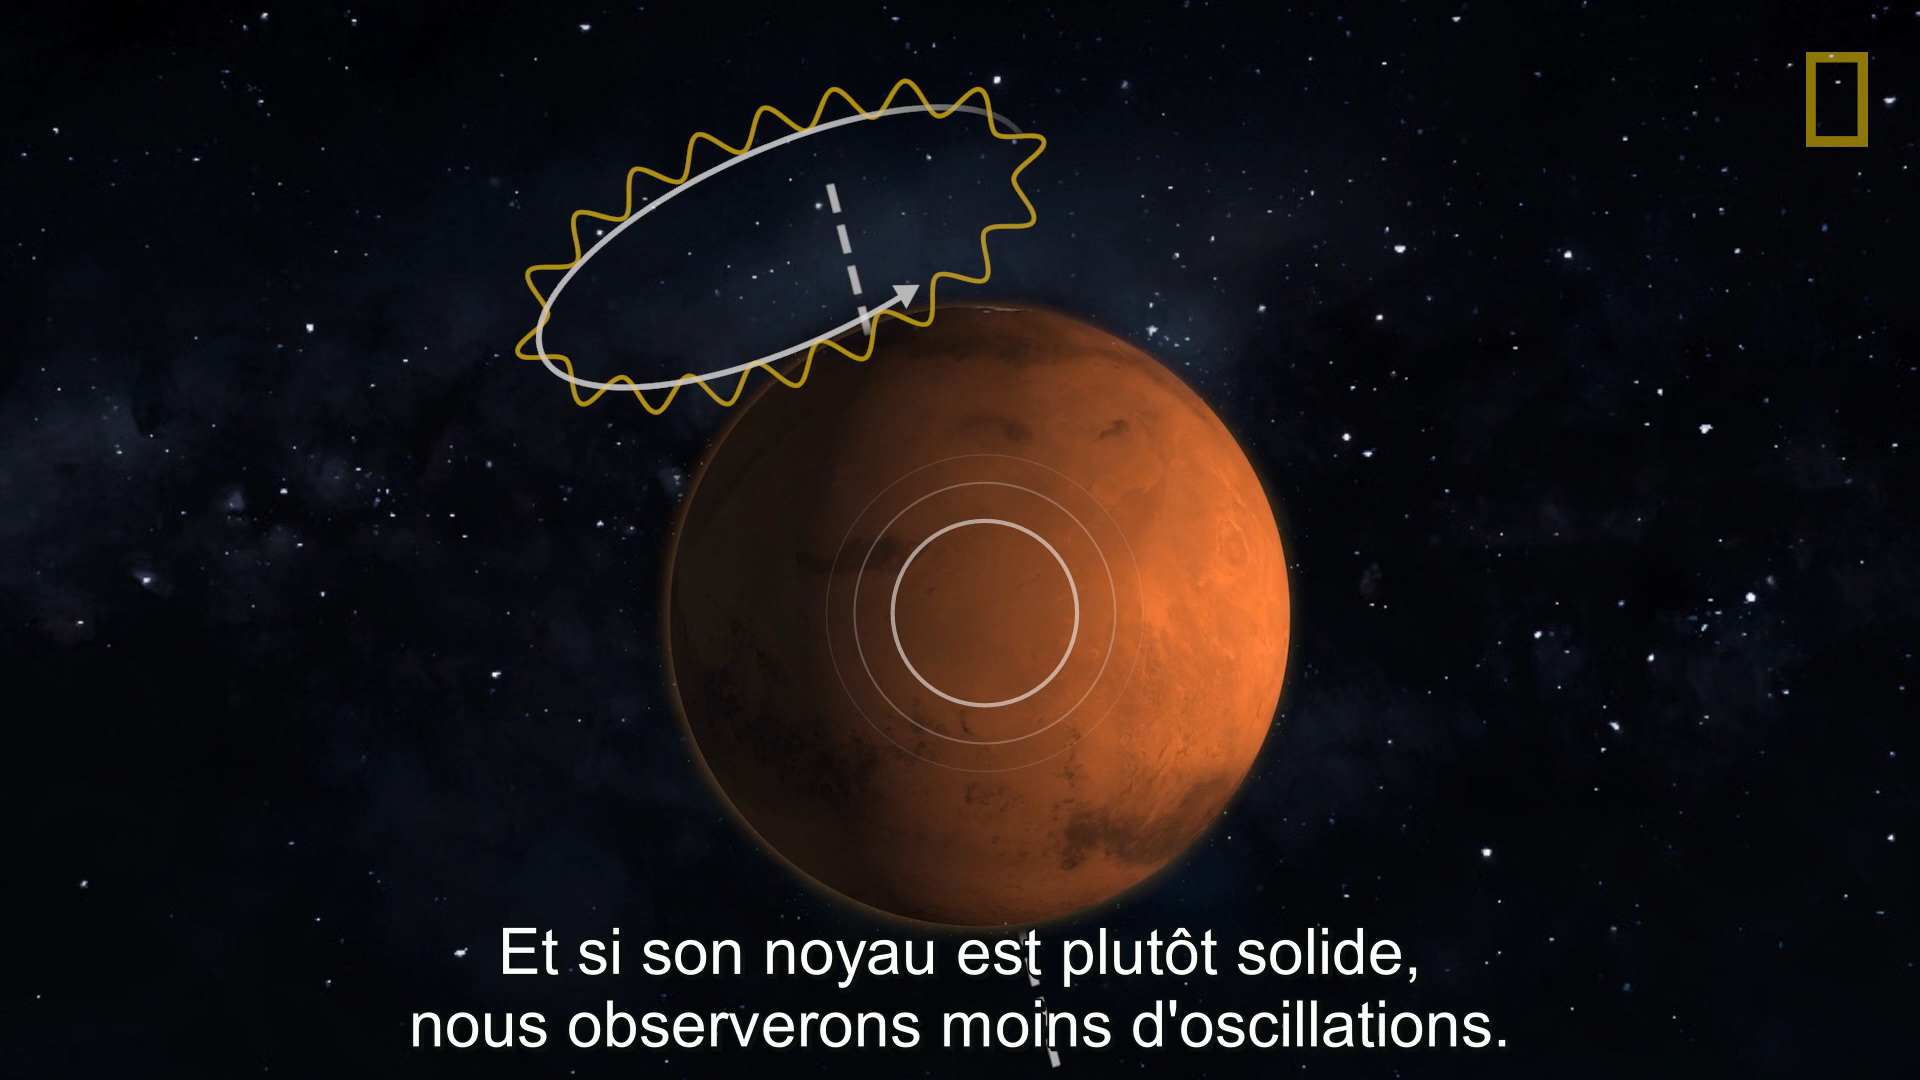 Et si son noyau est plutôt solide,
nous observerons moins d'oscillations.